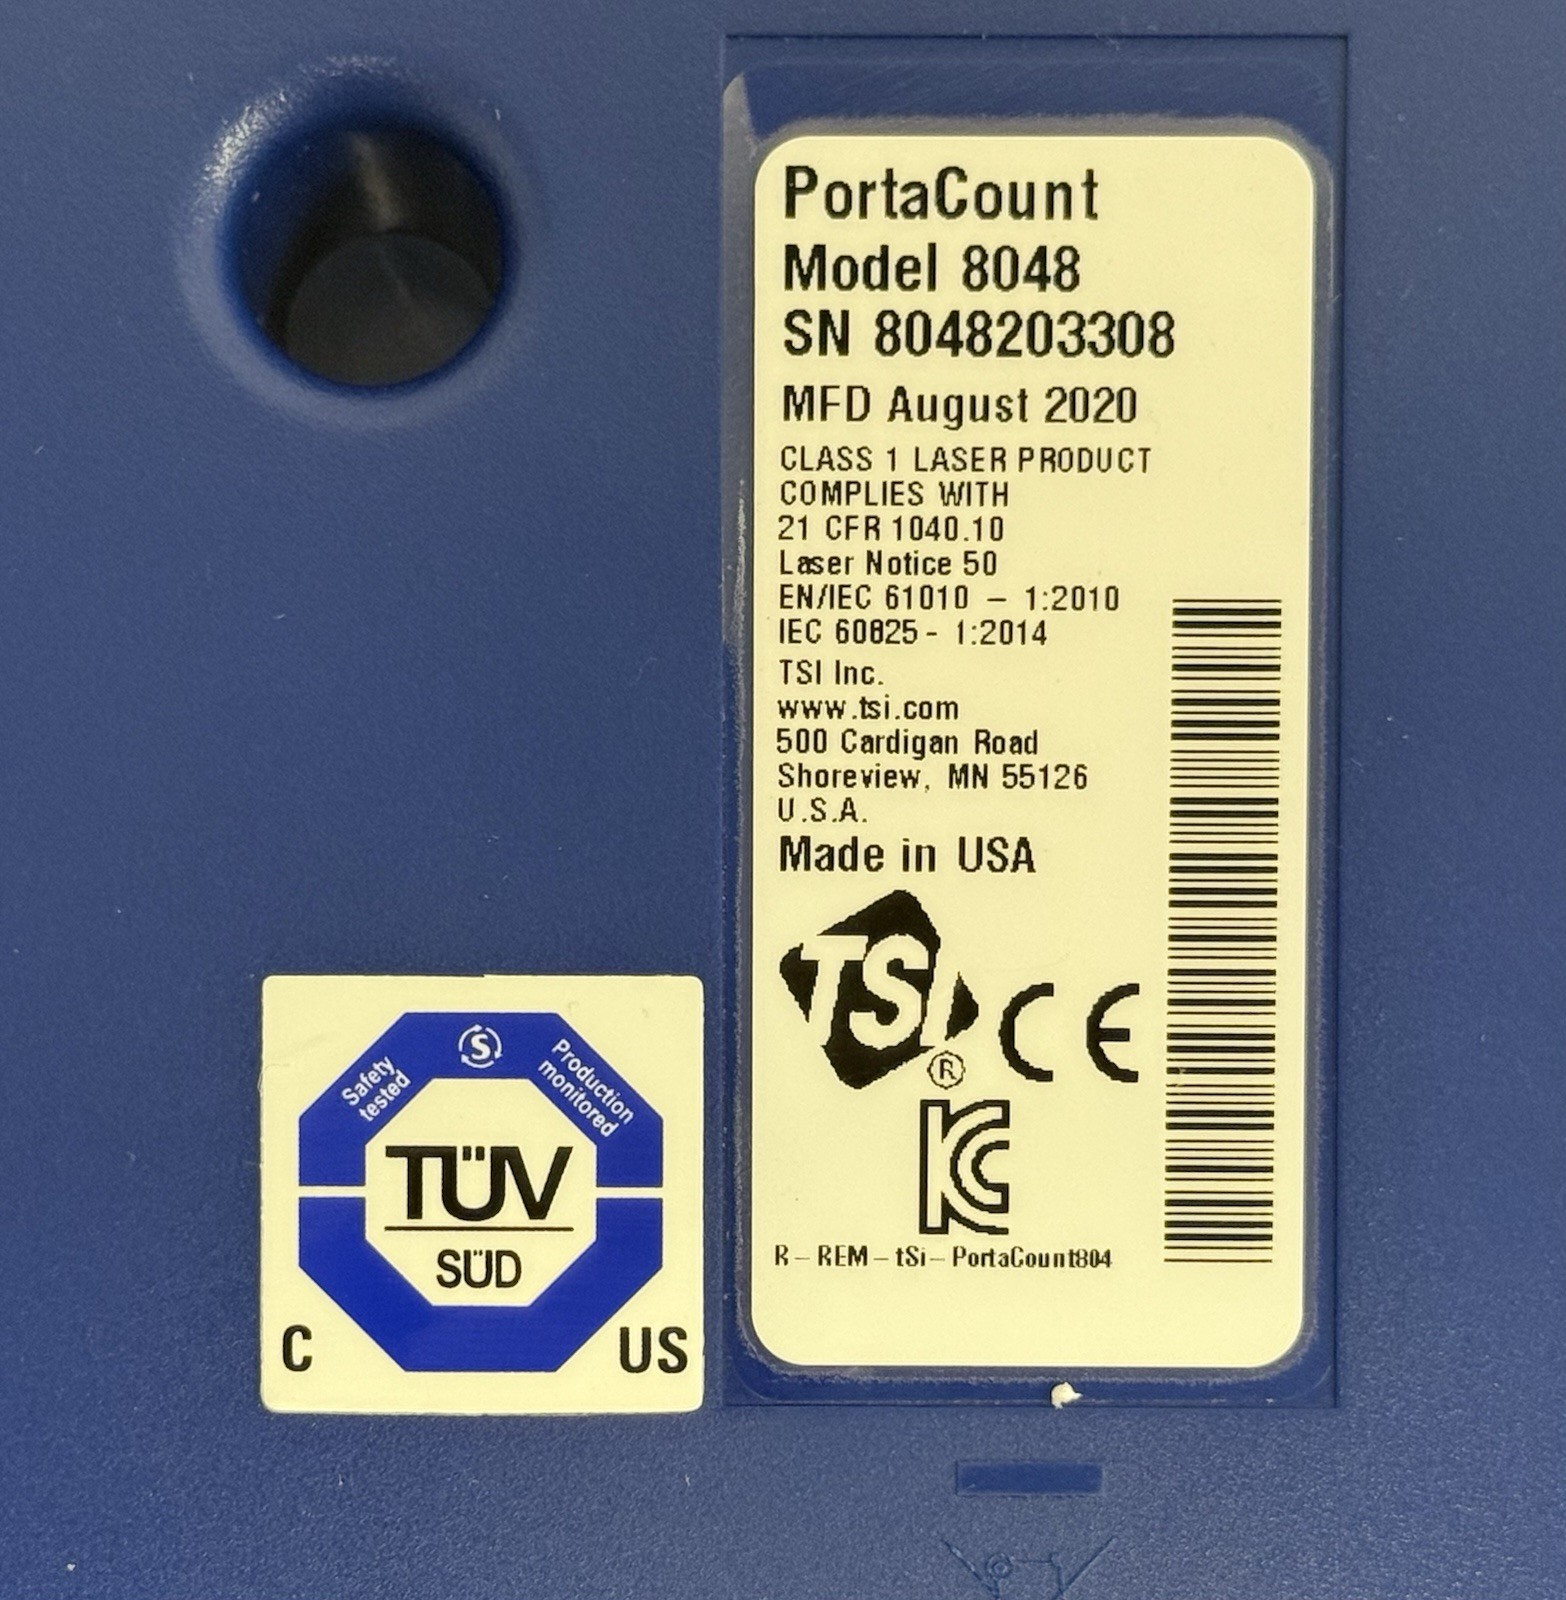 PortaCount
Model 8048
SN 8048203308
MFD August 2020
CLASS 1 LASER PRODUCT
COMPLIES WITH
21 CFR 1040.10
Laser Notice 50
EN/IEC 61010 – 1:2010
IEC 60825 - 1:2014
TSI Inc.
www.tsi.com
500 Cardigan Road
Shoreview, MN 55126
U.S.A.
Made in USA
TSI® CE
KC
R – REM – tSi – PortaCount804
S
Safety
tested
Production
monitored
TÜV
SÜD
C US